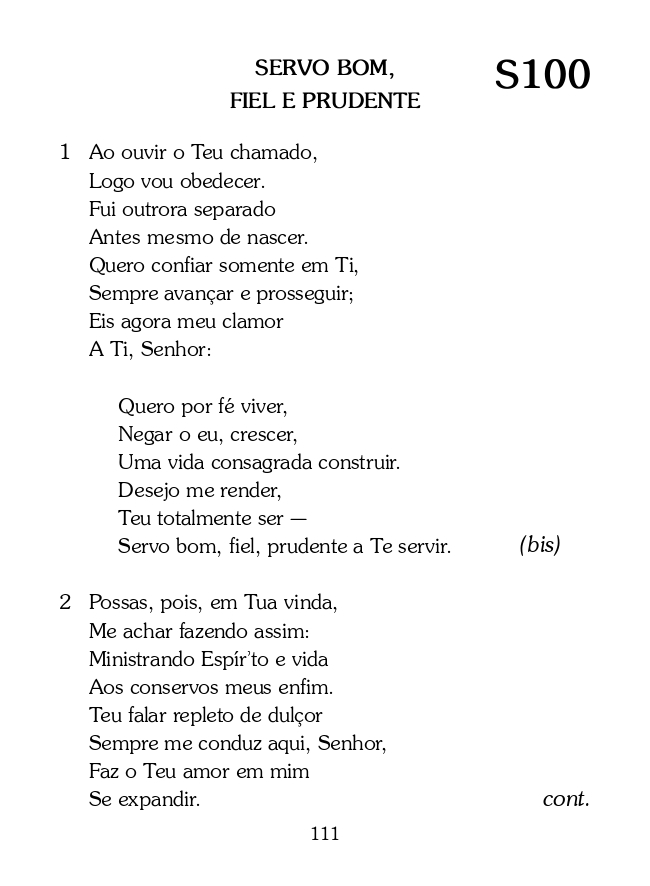 SERVO BOM,
FIEL E PRUDENTE
S100
1 Ao ouvir o Teu chamado,
Logo vou obedecer.
Fui outrora separado
Antes mesmo de nascer.
Quero confiar somente em Ti,
Sempre avançar e prosseguir;
Eis agora meu clamor
A Ti, Senhor:
Quero por fé viver,
Negar o eu, crescer,
Uma vida consagrada construir.
Desejo me render,
Teu totalmente ser —
Servo bom, fiel, prudente a Te servir. (bis)
2 Possas, pois, em Tua vinda,
Me achar fazendo assim:
Ministrando Espír'to e vida
Aos conservos meus enfim.
Teu falar repleto de dulçor
Sempre me conduz aqui, Senhor,
Faz o Teu amor em mim
Se expandir. cont.
111